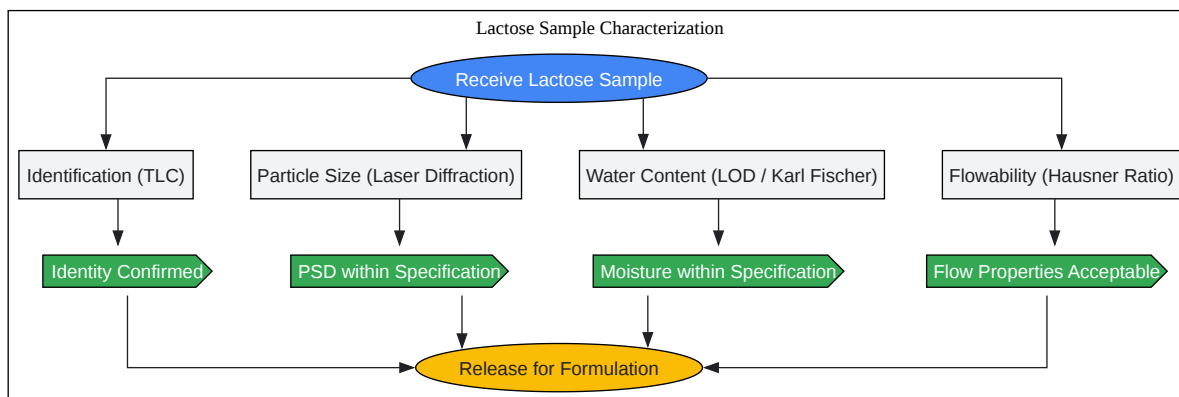 Lactose Sample Characterization
Receive Lactose Sample
Identification (TLC)
Particle Size (Laser Diffraction)
Water Content (LOD / Karl Fischer)
Flowability (Hausner Ratio)
Identity Confirmed
PSD within Specification
Moisture within Specification
Flow Properties Acceptable
Release for Formulation